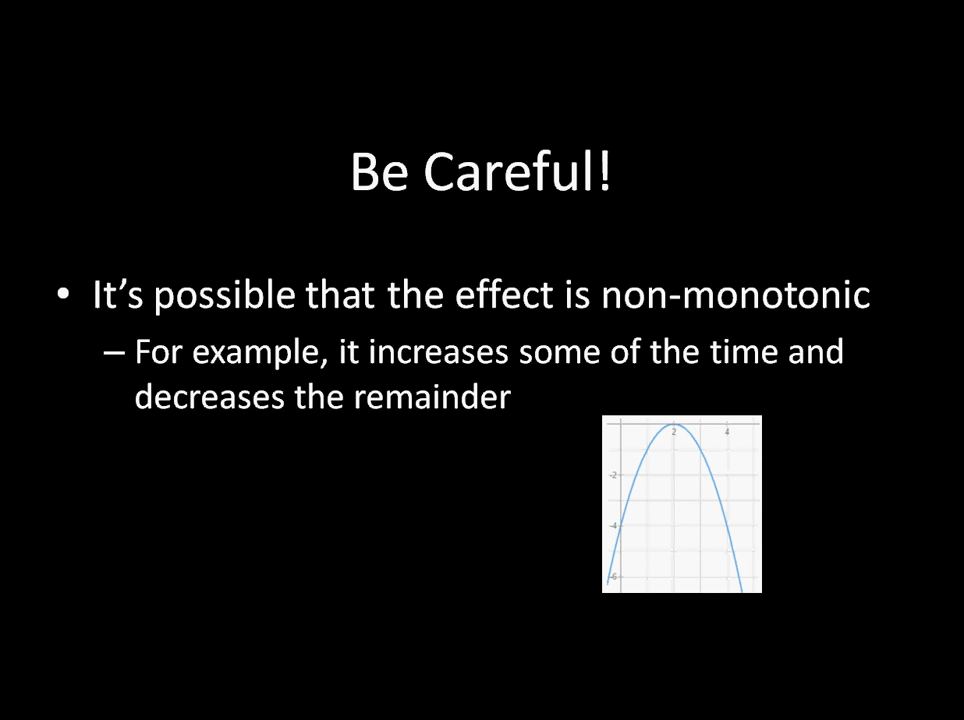 Be Careful!
• It’s possible that the effect is non-monotonic
– For example, it increases some of the time and
decreases the remainder
2 4
-2
-4
-6